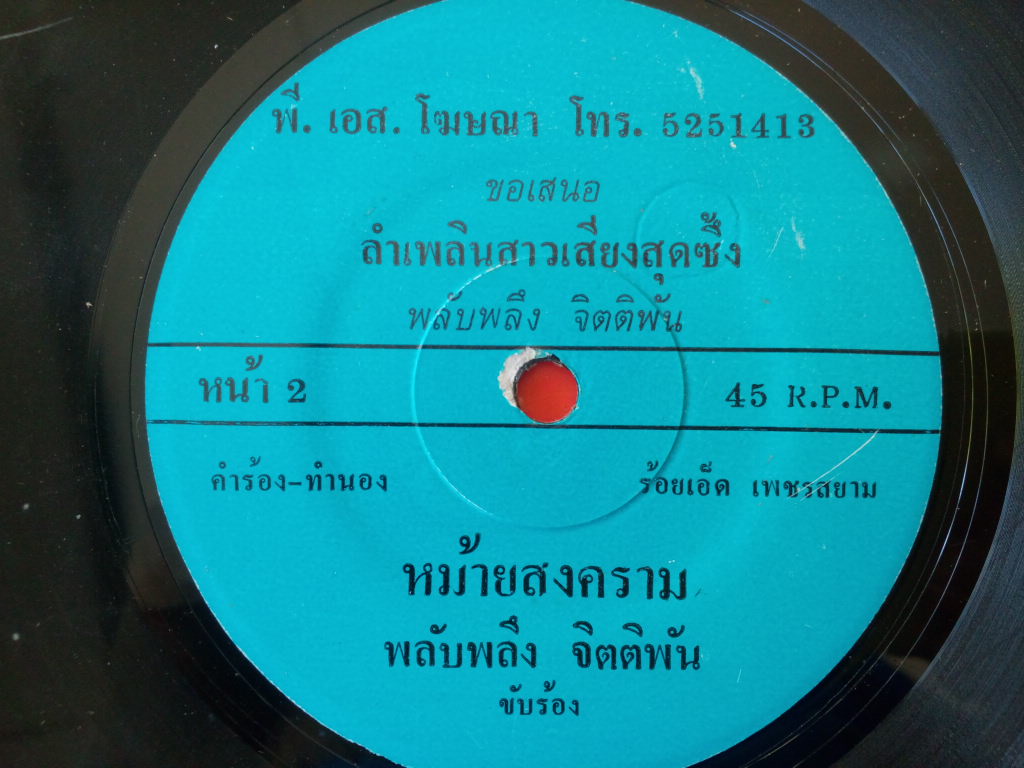 พี. เอส. โฆษณา โทร. 5251413
ขอเสนอ
ลำเพลินสาวเสียงสุดซึ้ง
พลับพลึง จิตติพัน
หน้า 2 45 R.P.M.
คำร้อง-ทำนอง ร้อยเอ็ด เพชรสยาม
หม้ายสงคราม
พลับพลึง จิตติพัน
ขับร้อง